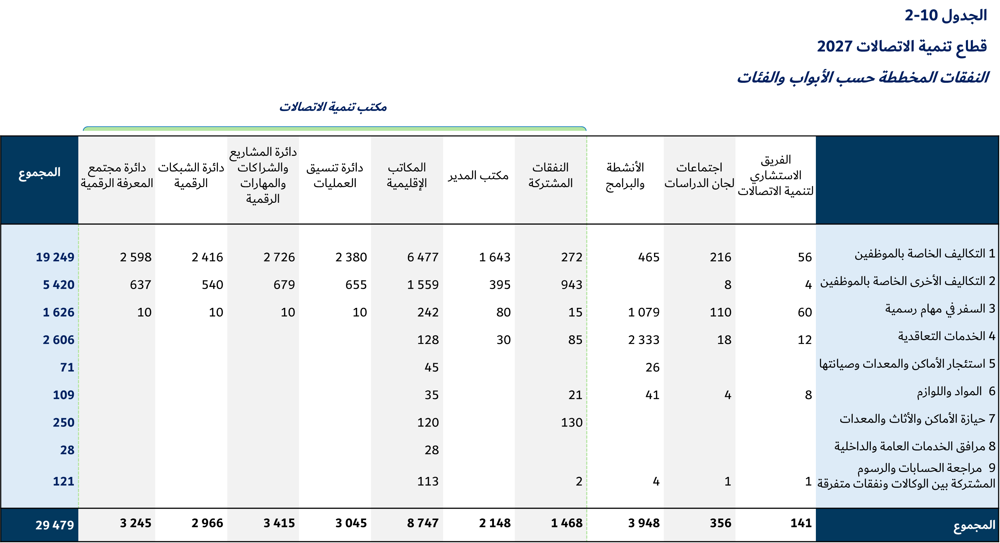 الجدول 10-2
قطاع تنمية الاتصالات 2027
النفقات المخططة حسب الأبواب والفئات
مكتب تنمية الاتصالات
الفريق
الاستشاري
لتنمية الاتصالات
اجتماعات
لجان الدراسات
الأنشطة
والبرامج
النفقات
المشتركة
مكتب المدير
المكاتب
الإقليمية
دائرة تنسيق
العمليات
دائرة المشاريع
والشراكات
والمهارات
الرقمية
دائرة الشبكات
الرقمية
دائرة مجتمع
المعرفة الرقمية
المجموع
1 التكاليف الخاصة بالموظفين 56 216 465 272 1 643 6 477 2 380 2 726 2 416 2 598 19 249
2 التكاليف الأخرى الخاصة بالموظفين 4 8 943 395 1 559 655 679 540 637 5 420
3 السفر في مهام رسمية 60 110 1 079 15 80 242 10 10 10 10 1 626
4 الخدمات التعاقدية 12 18 2 333 85 30 128 2 606
5 استئجار الأماكن والمعدات وصيانتها 26 45 71
6 المواد واللوازم 8 4 41 21 35 109
7 حيازة الأماكن والأثاث والمعدات 130 120 250
8 مرافق الخدمات العامة والداخلية 28 28
9 مراجعة الحسابات والرسوم
المشتركة بين الوكالات ونفقات متفرقة 1 1 4 2 113 121
المجموع 141 356 3 948 1 468 2 148 8 747 3 045 3 415 2 966 3 245 29 479